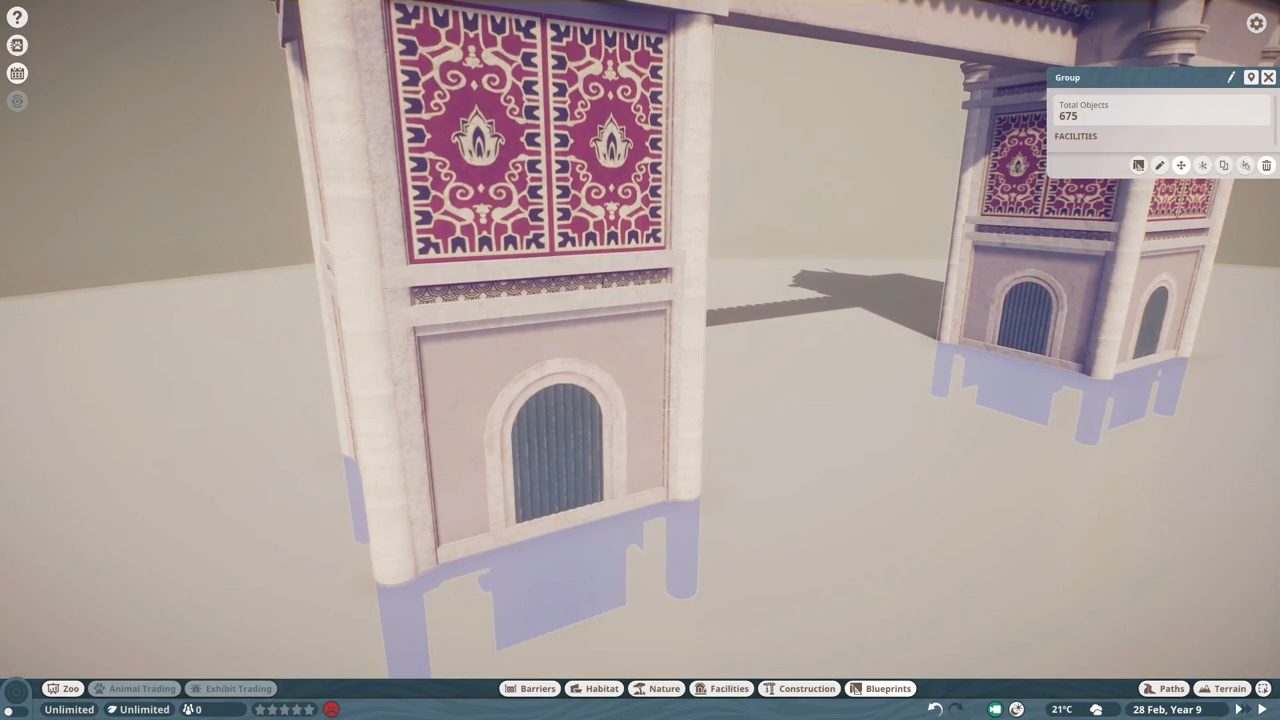 ?
Group
Total Objects
675
FACILITIES
Zoo
Animal Trading
Exhibit Trading
Barriers
Habitat
Nature
Facilities
Construction
Blueprints
Paths
Terrain
Unlimited
Unlimited
0
21°C
28 Feb, Year 9